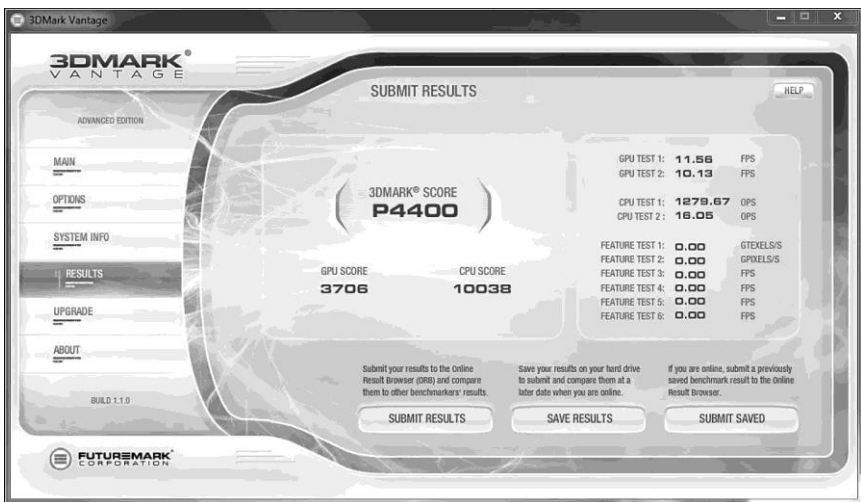 3DMark Vantage
3DMARK®
VANTAGE
ADVANCED EDITION
MAIN
OPTIONS
SYSTEM INFO
RESULTS
UPGRADE
ABOUT
BUILD 1.1.0
FUTUREMARK
CORPORATION
SUBMIT RESULTS
HELP
3DMARK® SCORE
P4400
GPU SCORE
3706
CPU SCORE
10038
GPU TEST 1: 11.56 FPS
GPU TEST 2: 10.13 FPS
CPU TEST 1: 1279.67 OPS
CPU TEST 2 : 16.05 OPS
FEATURE TEST 1: 0.00 GTEXELS/S
FEATURE TEST 2: 0.00 GPIXELS/S
FEATURE TEST 3: 0.00 FPS
FEATURE TEST 4: 0.00 FPS
FEATURE TEST 5: 0.00 FPS
FEATURE TEST 6: 0.00 FPS
Submit your results to the Online
Result Browser (ORB) and compare
them to other benchmarkers' results.
SUBMIT RESULTS
Save your results on your hard drive
to submit and compare them at a
later date when you are online.
SAVE RESULTS
If you are online, submit a previously
saved benchmark result to the Online
Result Browser.
SUBMIT SAVED